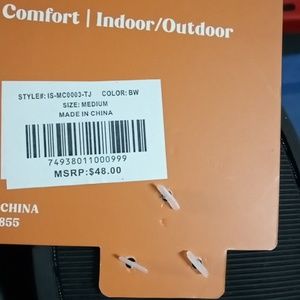 Comfort | Indoor/Outdoor
STYLE#: IS-MC0003-TJ COLOR: BW
SIZE: MEDIUM
MADE IN CHINA
74938011000999
MSRP:$48.00
CHINA
855